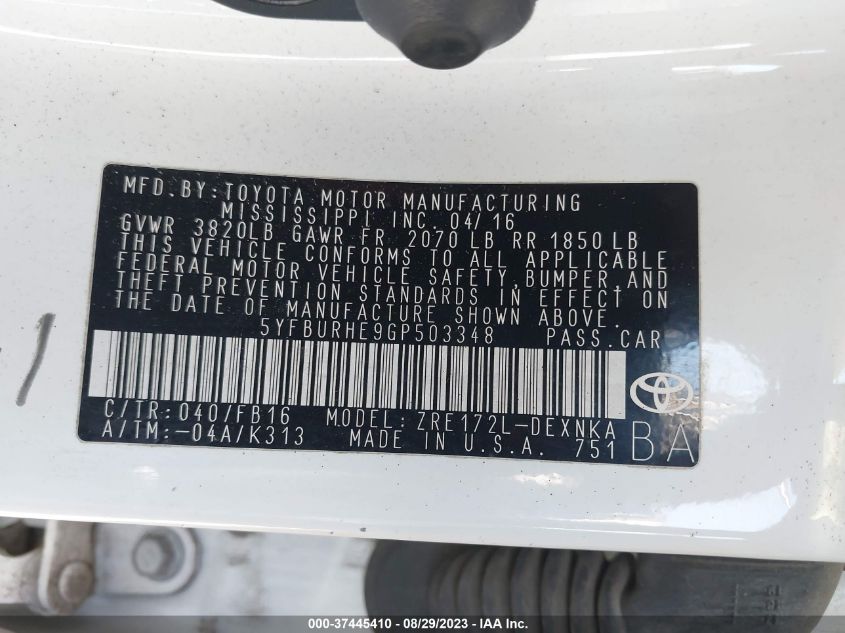 MFD.BY:TOYOTA MOTOR MANUFACTURING
MISSISSIPPI INC. 04/16
GVWR 3820LB GAWR FR 2070 LB RR 1850 LB
THIS VEHICLE CONFORMS TO ALL APPLICABLE
FEDERAL MOTOR VEHICLE SAFETY,BUMPER,AND
THEFT PREVENTION STANDARDS IN EFFECT ON
THE DATE OF MANUFACTURE SHOWN ABOVE.
5YFBURHE9GP503348 PASS.CAR
C/TR:040/FB16 MODEL:ZRE172L-DEXNKA
A/TM:-04A/K313 MADE IN U.S.A. 751
BA
000-37445410 - 08/29/2023 - Copyright © IAA, Inc.